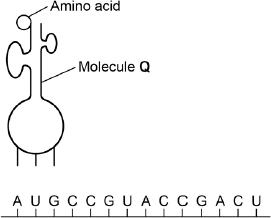 Amino acid
Molecule Q
A U G C C G U A C C G A C U